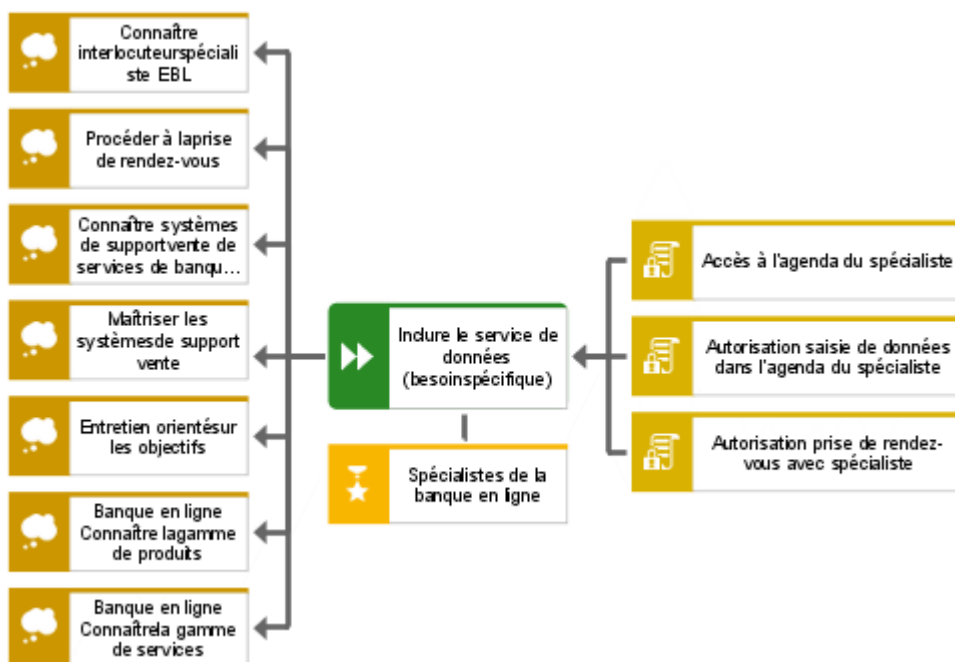 Connaître
interlocuteurspéciali
ste EBL
Procéder à laprise
de rendez-vous
Connaître systèmes
de supportvente de
services de banqu...
Maîtriser les
systèmesde support
vente
Entretien orientésur
les objectifs
Banque en ligne
Connaître lagamme
de produits
Banque en ligne
Connaîtrela gamme
de services
Inclure le service de
données
(besoinspécifique)
Spécialistes de la
banque en ligne
Accès à l'agenda du spécialiste
Autorisation saisie de données
dans l'agenda du spécialiste
Autorisation prise de rendez-
vous avec spécialiste